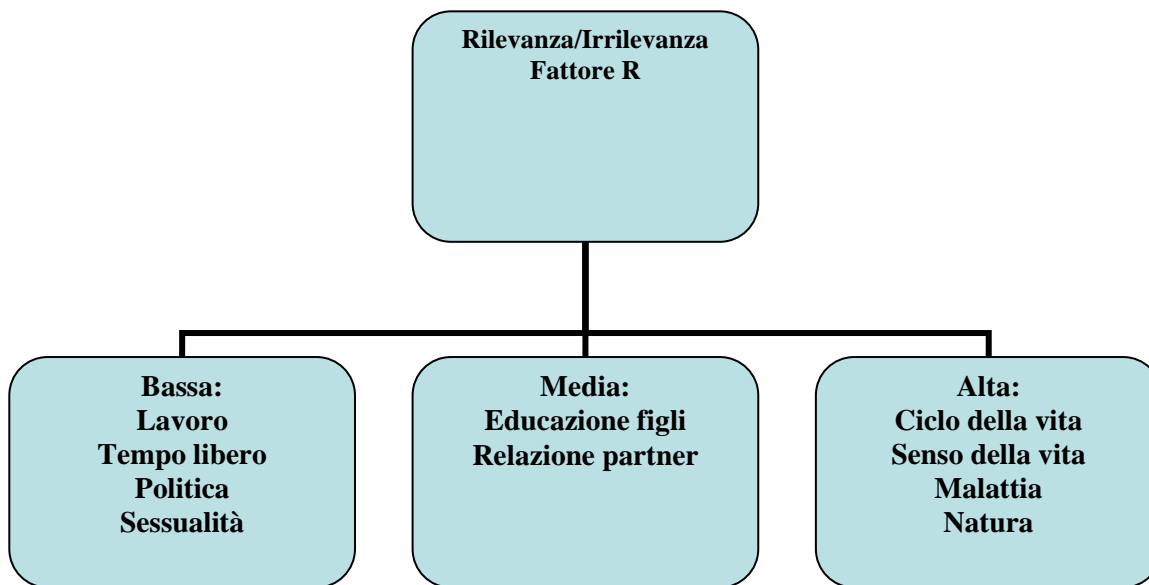 Rilevanza/Irrilevanza
Fattore R
Bassa:
Lavoro
Tempo libero
Politica
Sessualità
Media:
Educazione figli
Relazione partner
Alta:
Ciclo della vita
Senso della vita
Malattia
Natura